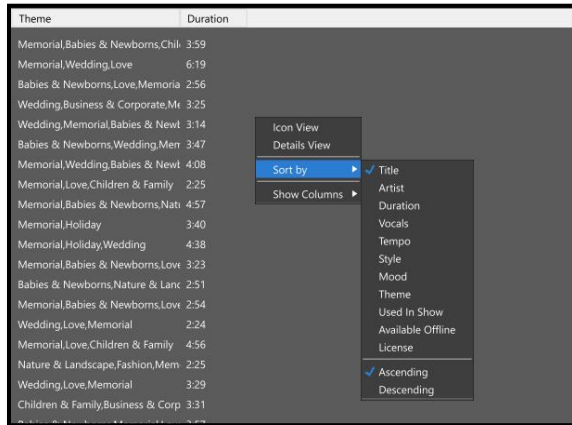 Theme Duration
Memorial,Babies & Newborns,Chil 3:59
Memorial,Wedding,Love 6:19
Babies & Newborns,Love,Memoria 2:56
Wedding,Business & Corporate,Me 3:25
Wedding,Memorial,Babies & Newb 3:14
Babies & Newborns,Wedding,Mem 3:47
Memorial,Wedding,Babies & Newb 4:08
Memorial,Love,Children & Family 2:25
Memorial,Babies & Newborns,Natu 4:57
Memorial,Holiday 3:40
Memorial,Holiday,Wedding 4:38
Memorial,Babies & Newborns,Love 3:23
Babies & Newborns,Nature & Lanc 2:51
Memorial,Babies & Newborns,Love 2:54
Wedding,Love,Memorial 2:24
Memorial,Love,Children & Family 4:56
Nature & Landscape,Fashion,Mem 2:25
Wedding,Love,Memorial 3:29
Children & Family,Business & Corp 3:31
Icon View
Details View
Sort by
Show Columns
Title
Artist
Duration
Vocals
Tempo
Style
Mood
Theme
Used In Show
Available Offline
License
Ascending
Descending